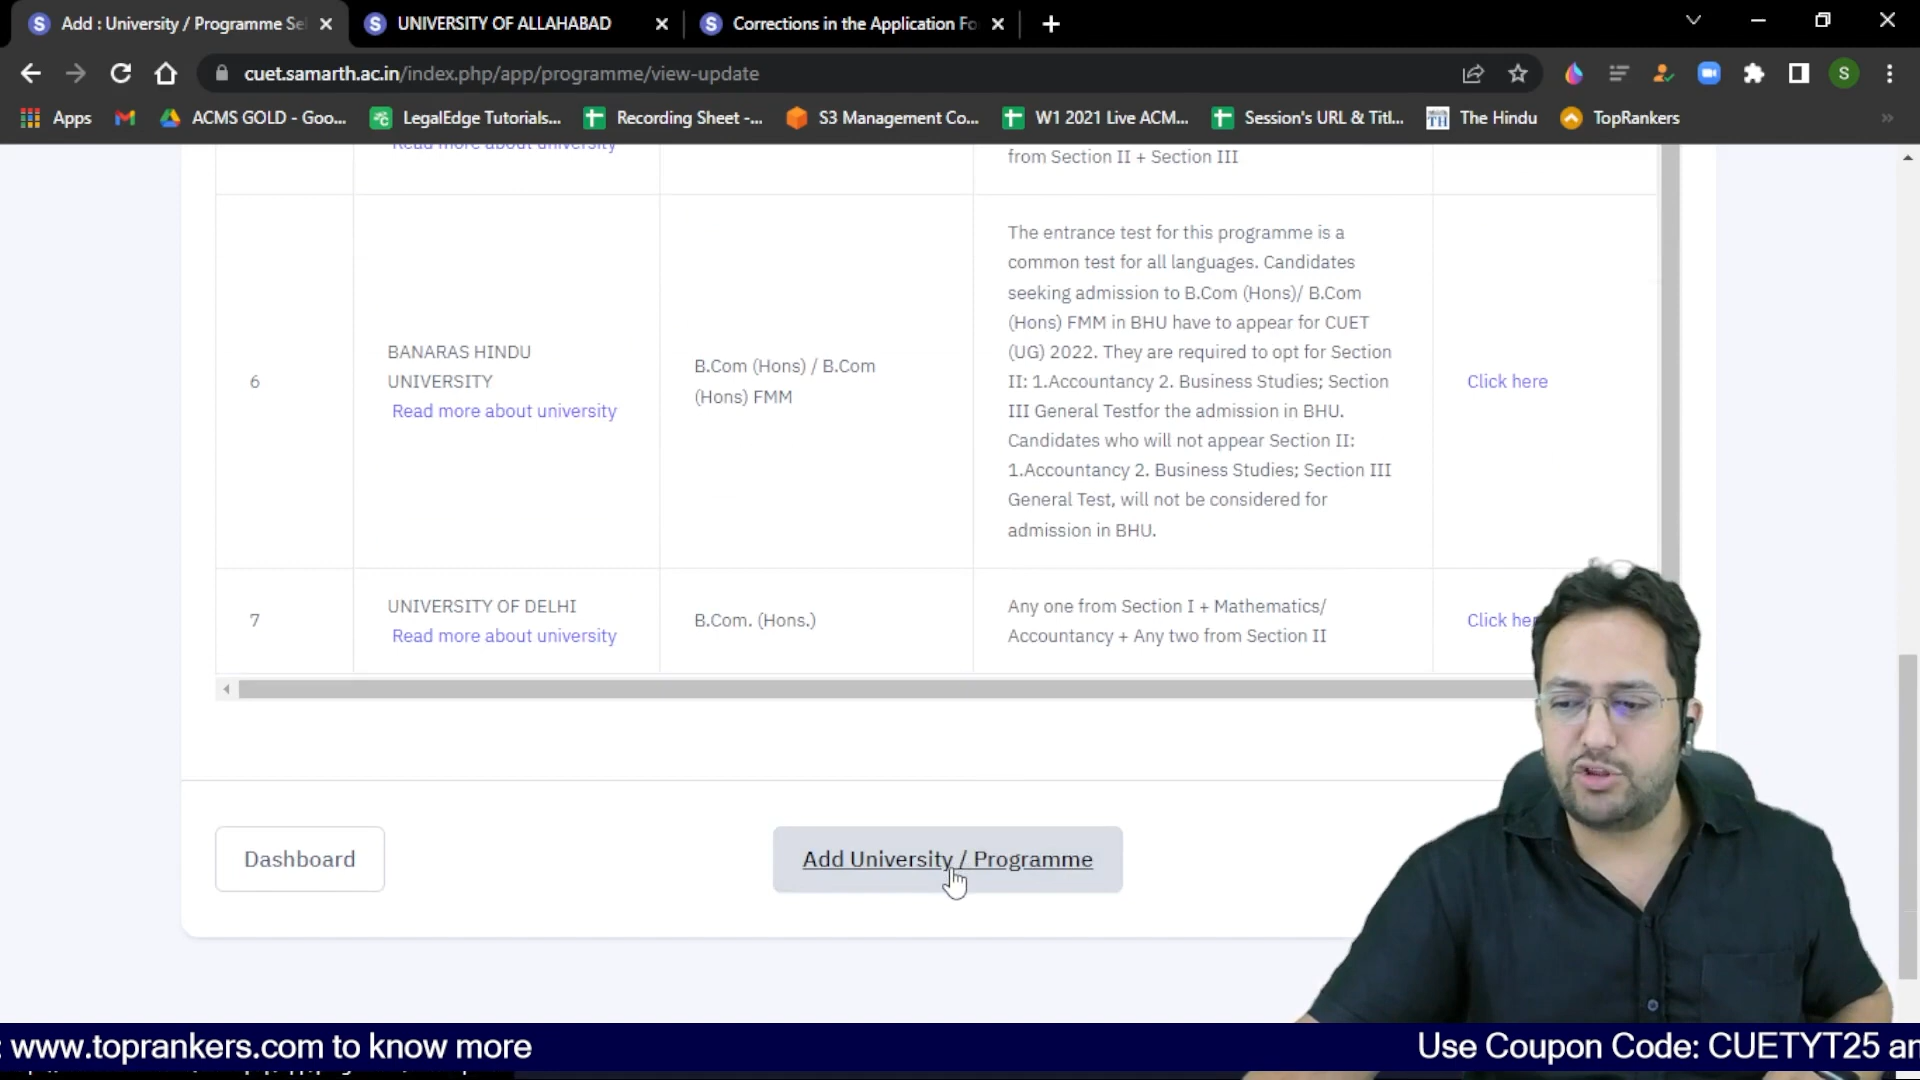 Add : University / Programme Se
UNIVERSITY OF ALLAHABAD
Corrections in the Application Fo
cuet.samarth.ac.in/index.php/app/programme/view-update
S
Apps
ACMS GOLD - Goo...
LegalEdge Tutorials...
Recording Sheet -...
S3 Management Co...
W1 2021 Live ACM...
Session's URL & Titl...
The Hindu
TopRankers
Read more about university
from Section II + Section III
6
BANARAS HINDU
UNIVERSITY
Read more about university
B.Com (Hons) / B.Com
(Hons) FMM
The entrance test for this programme is a
common test for all languages. Candidates
seeking admission to B.Com (Hons)/ B.Com
(Hons) FMM in BHU have to appear for CUET
(UG) 2022. They are required to opt for Section
II: 1.Accountancy 2. Business Studies; Section
III General Testfor the admission in BHU.
Candidates who will not appear Section II:
1.Accountancy 2. Business Studies; Section III
General Test, will not be considered for
admission in BHU.
Click here
7
UNIVERSITY OF DELHI
Read more about university
B.Com. (Hons.)
Any one from Section I + Mathematics/
Accountancy + Any two from Section II
Click her
Dashboard
Add University / Programme
: www.toprankers.com to know more
Use Coupon Code: CUETYT25 an